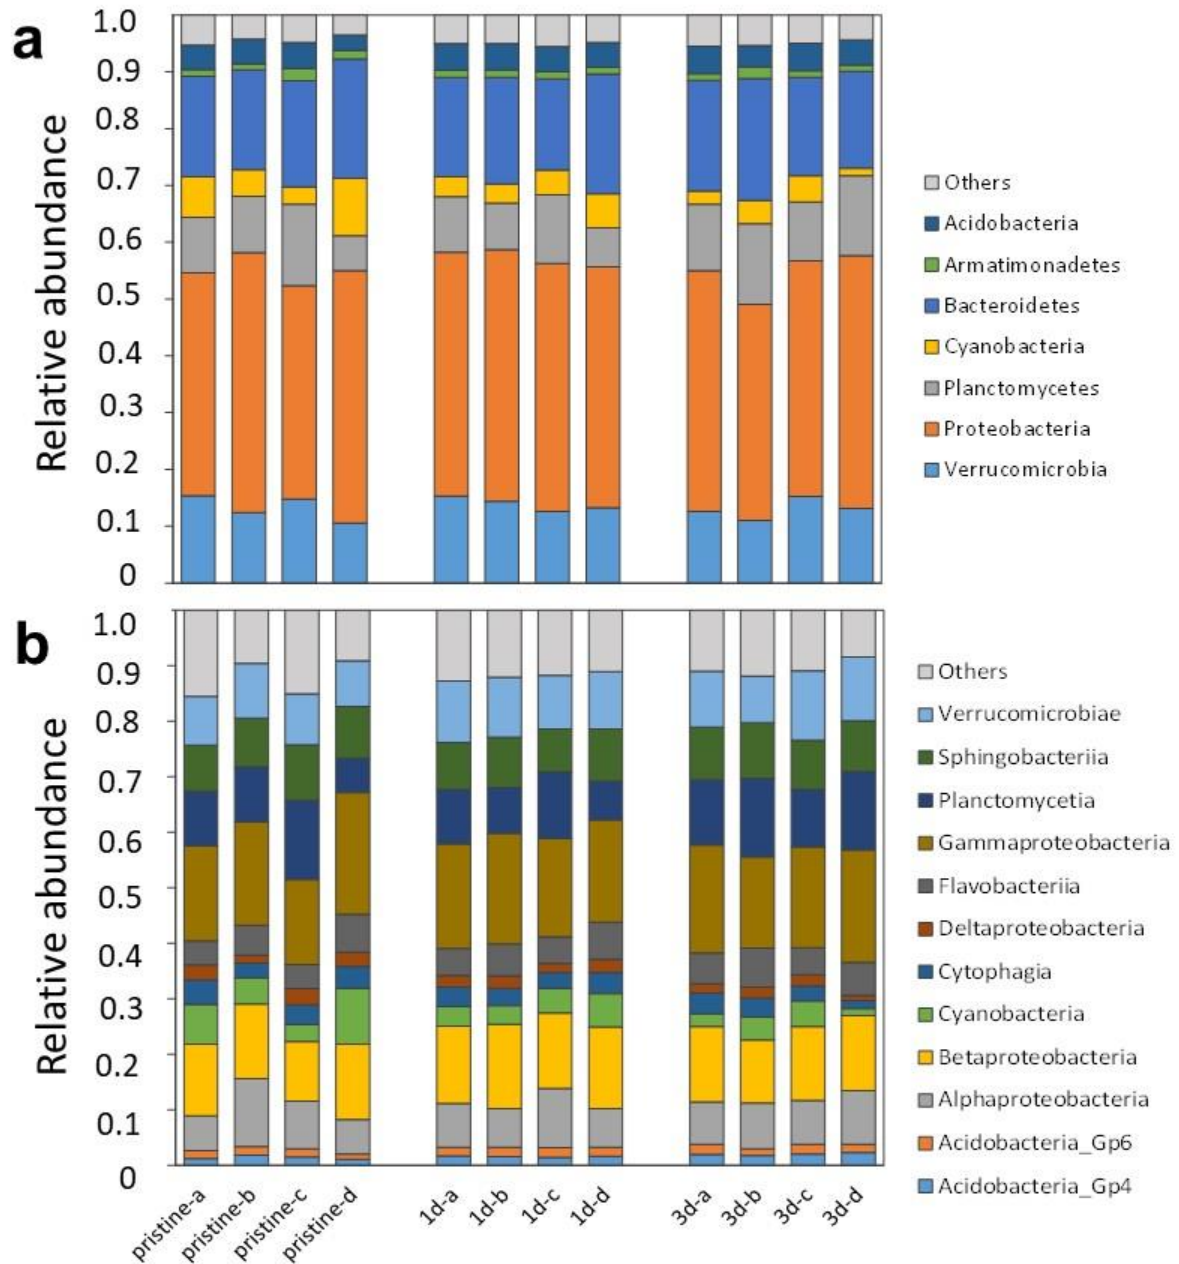 a
Relative abundance
1.0
0.9
0.8
0.7
0.6
0.5
0.4
0.3
0.2
0.1
0
Others
Acidobacteria
Armatimonadetes
Bacteroidetes
Cyanobacteria
Planctomycetes
Proteobacteria
Verrucomicrobia
b
Relative abundance
1.0
0.9
0.8
0.7
0.6
0.5
0.4
0.3
0.2
0.1
0
Others
Verrucomicrobiae
Sphingobacteriia
Planctomycetia
Gammaproteobacteria
Flavobacteriia
Deltaproteobacteria
Cytophagia
Cyanobacteria
Betaproteobacteria
Alphaproteobacteria
Acidobacteria_Gp6
Acidobacteria_Gp4
pristine-a
pristine-b
pristine-c
pristine-d
1d-a
1d-b
1d-c
1d-d
3d-a
3d-b
3d-c
3d-d